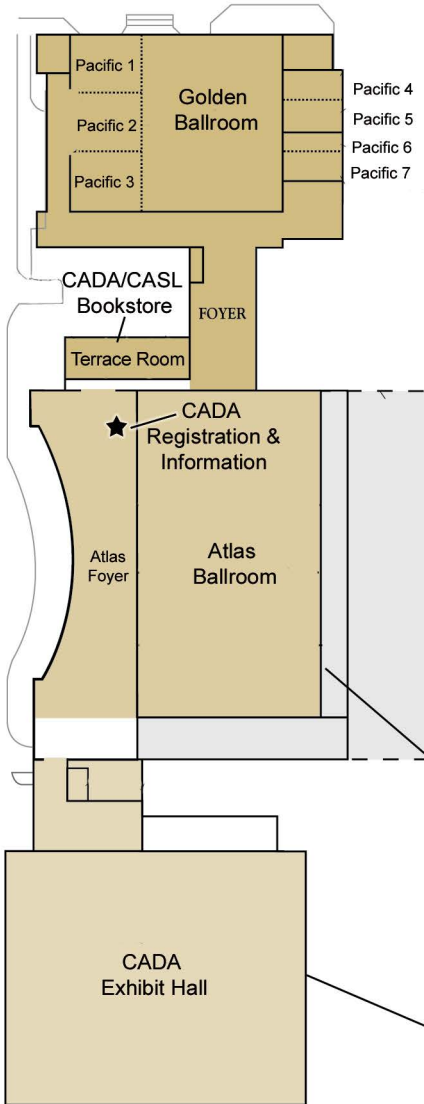 Pacific 1
Golden
Ballroom
Pacific 4
Pacific 5
Pacific 2
Pacific 6
Pacific 7
Pacific 3
CADA/CASL
Bookstore
FOYER
Terrace Room
CADA
Registration &
Information
Atlas
Foyer
Atlas
Ballroom
CADA
Exhibit Hall